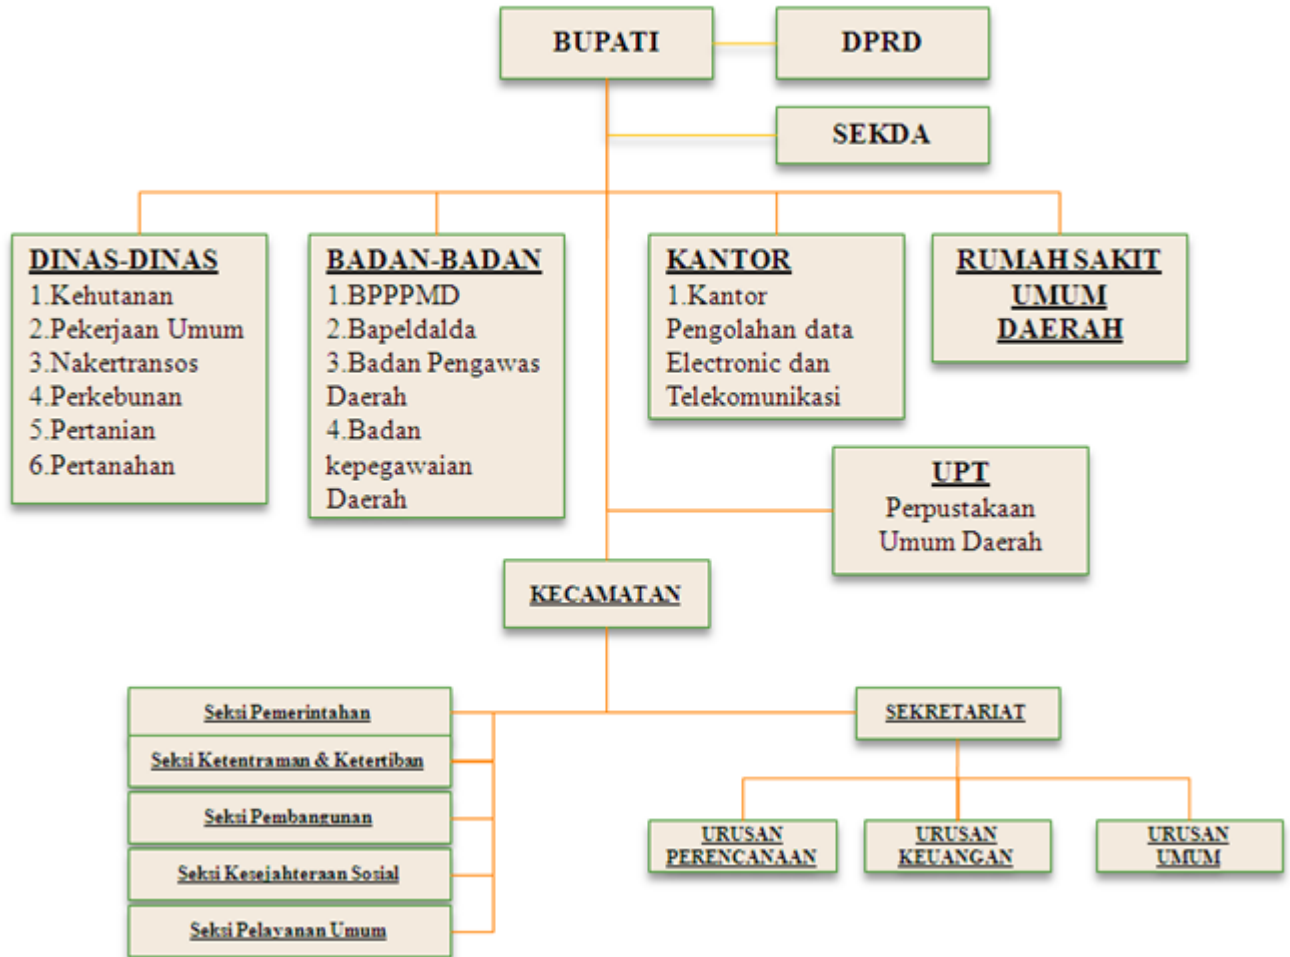 BUPATI
DPRD
SEKDA
DINAS-DINAS
1.Kehutanan
2.Pekerjaan Umum
3.Nakertransos
4.Perkebunan
5.Pertanian
6.Pertanahan
BADAN-BADAN
1.BPPPMD
2.Bapeldalda
3.Badan Pengawas
Daerah
4.Badan
kepegawaian
Daerah
KANTOR
1.Kantor
Pengolahan data
Electronic dan
Telekomunikasi
RUMAH SAKIT
UMUM
DAERAH
UPT
Perpustakaan
Umum Daerah
KECAMATAN
Seksi Pemerintahan
Seksi Ketentraman & Ketertiban
Seksi Pembangunan
Seksi Kesejahteraan Sosial
Seksi Pelayanan Umum
SEKRETARIAT
URUSAN
PERENCANAAN
URUSAN
KEUANGAN
URUSAN
UMUM